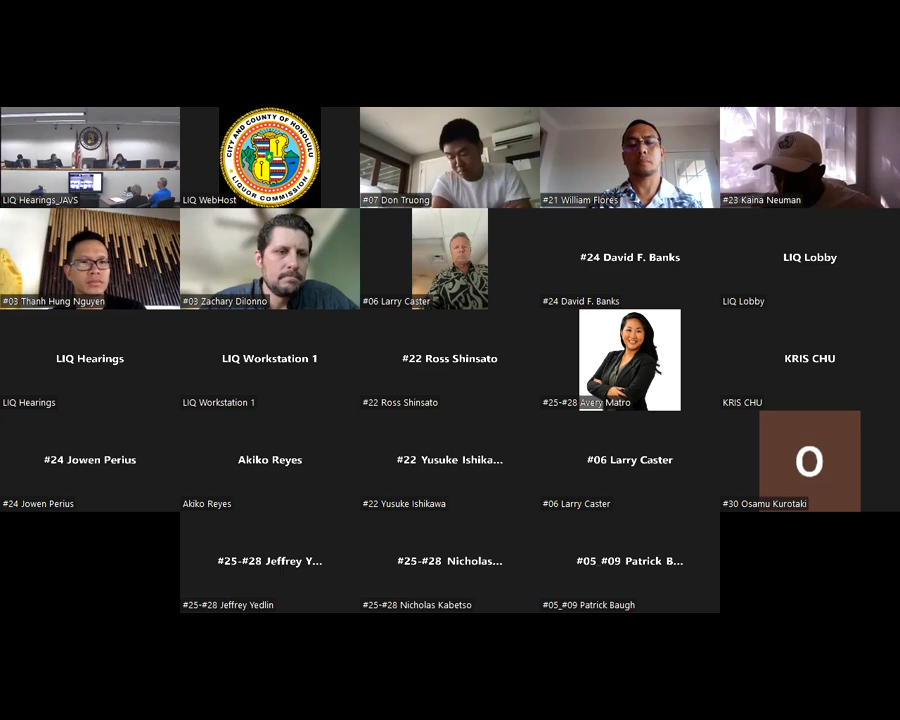 LIQ Hearings_JAVS
CITY AND COUNTY OF HONOLULU
LIQUOR COMMISSION
LIQ WebHost
#07 Don Truong
#21 William Flores
#23 Kaina Neuman
#03 Thanh Hung Nguyen
#03 Zachary DiIonno
#06 Larry Caster
#24 David F. Banks
#24 David F. Banks
LIQ Lobby
LIQ Lobby
LIQ Hearings
LIQ Hearings
LIQ Workstation 1
LIQ Workstation 1
#22 Ross Shinsato
#22 Ross Shinsato
#25-#28 Avery Matro
KRIS CHU
KRIS CHU
#24 Jowen Perius
#24 Jowen Perius
Akiko Reyes
Akiko Reyes
#22 Yusuke Ishika...
#22 Yusuke Ishikawa
#06 Larry Caster
#06 Larry Caster
O
#30 Osamu Kurotaki
#25-#28 Jeffrey Y...
#25-#28 Jeffrey Yedlin
#25-#28 Nicholas...
#25-#28 Nicholas Kabetso
#05_#09 Patrick B...
#05_#09 Patrick Baugh